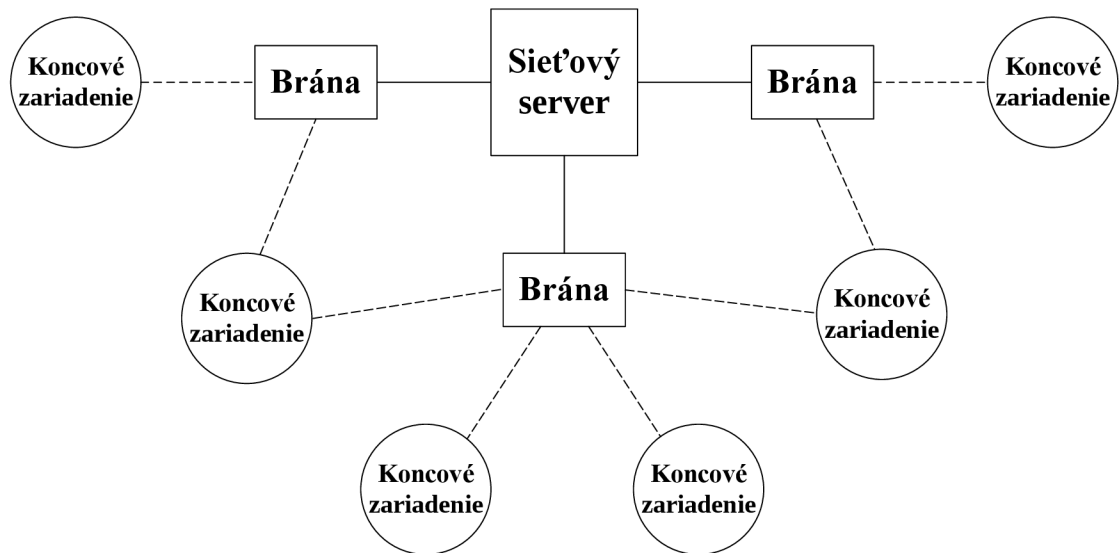 Koncové
zariadenie
Brána
Sieťový
server
Brána
Koncové
zariadenie
Koncové
zariadenie
Brána
Koncové
zariadenie
Koncové
zariadenie
Koncové
zariadenie